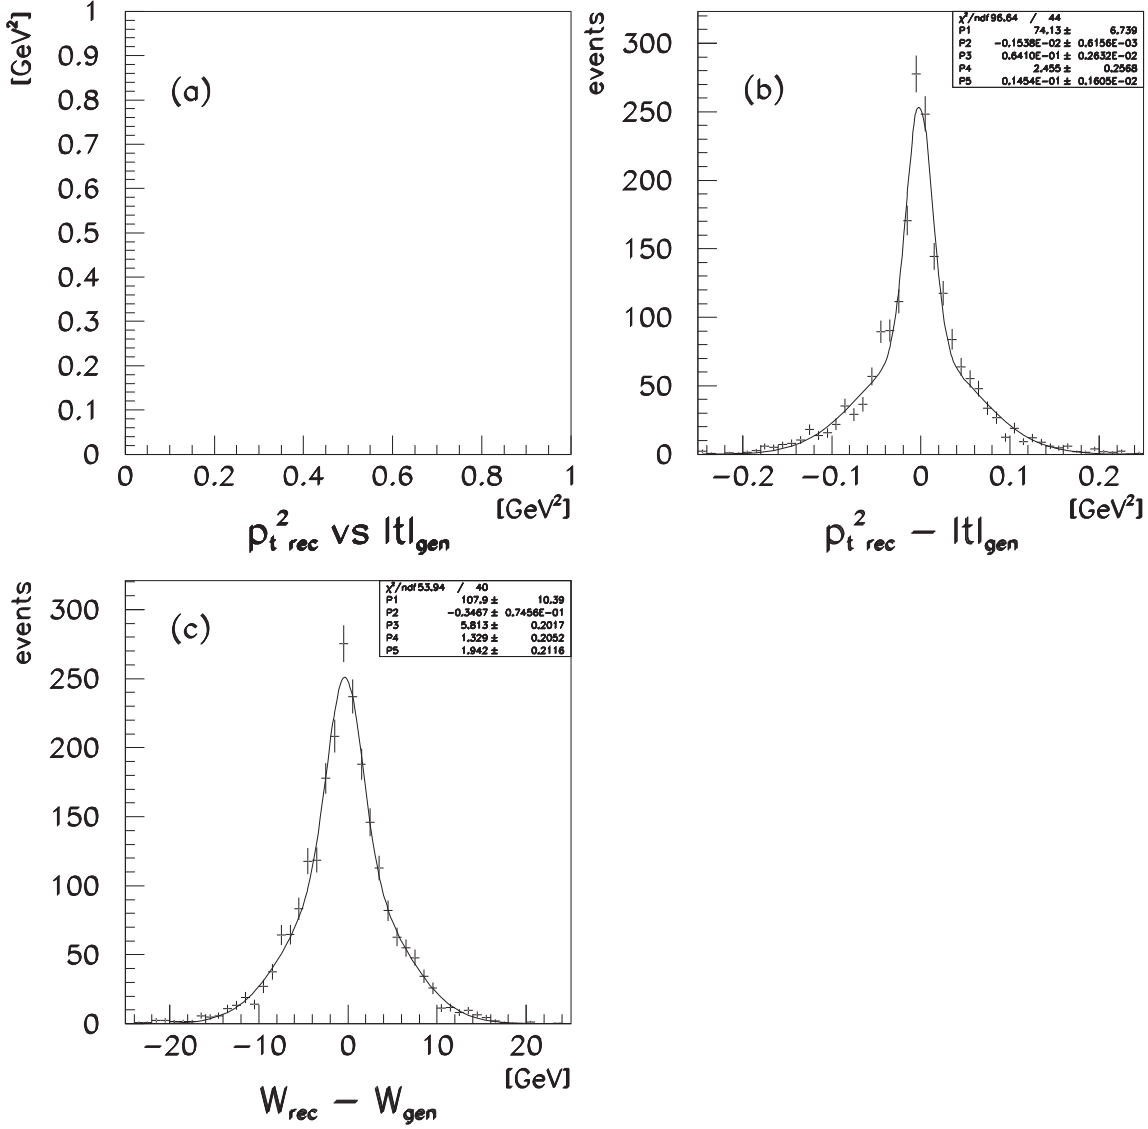 [GeV²]
1
0.9
0.8
0.7
0.6
0.5
0.4
0.3
0.2
0.1
0
(a)
0 0.2 0.4 0.6 0.8 1
[GeV²]
pₜ² rec vs |t|gen
events
300
250
200
150
100
50
0
(b)
χ²/ndf 96.64 / 44
P1 74.13 ± 6.739
P2 -0.1538E-02 ± 0.6156E-03
P3 0.6410E-01 ± 0.2632E-02
P4 2.455 ± 0.2568
P5 0.1454E-01 ± 0.1605E-02
-0.2 -0.1 0 0.1 0.2
[GeV²]
pₜ² rec - |t|gen
events
300
250
200
150
100
50
0
(c)
χ²/ndf 53.94 / 40
P1 107.9 ± 10.39
P2 -0.3467 ± 0.7456E-01
P3 5.813 ± 0.2017
P4 1.329 ± 0.2052
P5 1.942 ± 0.2116
-20 -10 0 10 20
[GeV]
Wrec - Wgen